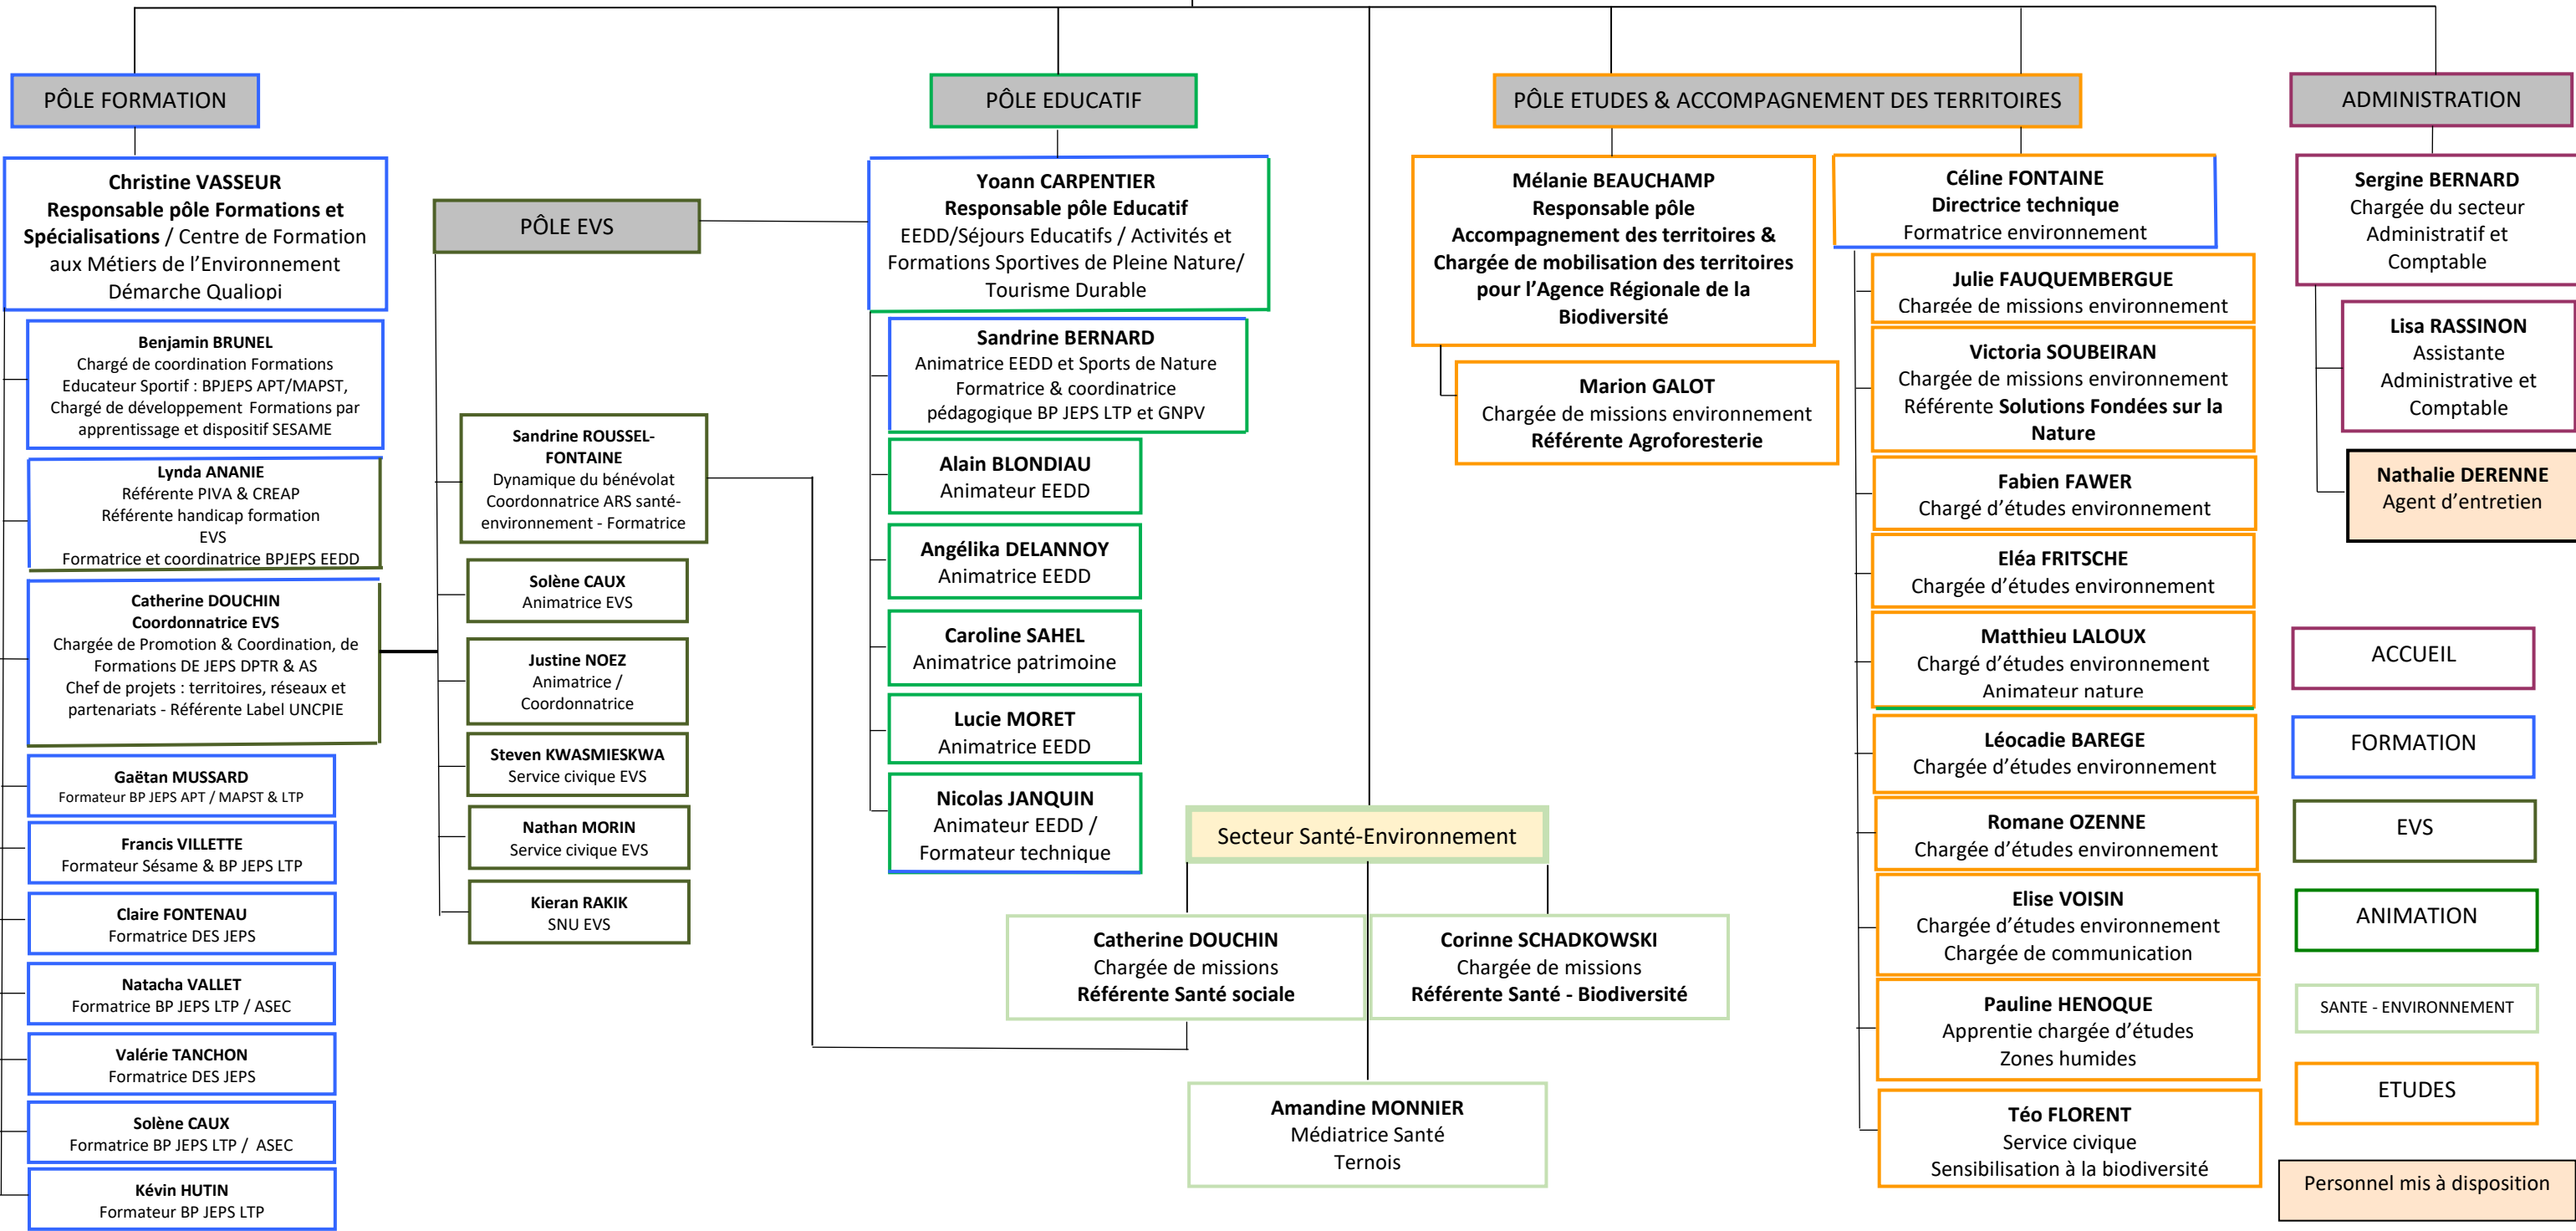 PÔLE FORMATION
Christine VASSEUR
Responsable pôle Formations et
Spécialisations / Centre de Formation
aux Métiers de l'Environnement
Démarche Qualiopi
Benjamin BRUNEL
Chargé de coordination Formations
Educateur Sportif : BPJEPS APT/MAPST,
Chargé de développement Formations par
apprentissage et dispositif SESAME
Lynda ANANIE
Référente PIVA & CREAP
Référente handicap formation
EVS
Formatrice et coordinatrice BPJEPS EEDD
Catherine DOUCHIN
Coordonnatrice EVS
Chargée de Promotion & Coordination, de
Formations DE JEPS DPTR & AS
Chef de projets : territoires, réseaux et
partenariats - Référente Label UNCPIE
Gaëtan MUSSARD
Formateur BP JEPS APT / MAPST & LTP
Francis VILLETTE
Formateur Sésame & BP JEPS LTP
Claire FONTENAU
Formatrice DES JEPS
Natacha VALLET
Formatrice BP JEPS LTP / ASEC
Valérie TANCHON
Formatrice DES JEPS
Solène CAUX
Formatrice BP JEPS LTP / ASEC
Kévin HUTIN
Formateur BP JEPS LTP
PÔLE EVS
Sandrine ROUSSEL-
FONTAINE
Dynamique du bénévolat
Coordonnatrice ARS santé-
environnement - Formatrice
Solène CAUX
Animatrice EVS
Justine NOEZ
Animatrice /
Coordonnatrice
Steven KWASMIESKWA
Service civique EVS
Nathan MORIN
Service civique EVS
Kieran RAKIK
SNU EVS
PÔLE EDUCATIF
Yoann CARPENTIER
Responsable pôle Educatif
EEDD/Séjours Educatifs / Activités et
Formations Sportives de Pleine Nature/
Tourisme Durable
Sandrine BERNARD
Animatrice EEDD et Sports de Nature
Formatrice & coordinatrice
pédagogique BP JEPS LTP et GNPV
Alain BLONDIAU
Animateur EEDD
Angélika DELANNOY
Animatrice EEDD
Caroline SAHEL
Animatrice patrimoine
Lucie MORET
Animatrice EEDD
Nicolas JANQUIN
Animateur EEDD /
Formateur technique
Secteur Santé-Environnement
Catherine DOUCHIN
Chargée de missions
Référente Santé sociale
Corinne SCHADKOWSKI
Chargée de missions
Référente Santé - Biodiversité
Amandine MONNIER
Médiatrice Santé
Ternois
PÔLE ETUDES & ACCOMPAGNEMENT DES TERRITOIRES
Mélanie BEAUCHAMP
Responsable pôle
Accompagnement des territoires &
Chargée de mobilisation des territoires
pour l'Agence Régionale de la
Biodiversité
Marion GALOT
Chargée de missions environnement
Référente Agroforesterie
Céline FONTAINE
Directrice technique
Formatrice environnement
Julie FAUQUEMBERGUE
Chargée de missions environnement
Victoria SOUBEIRAN
Chargée de missions environnement
Référente Solutions Fondées sur la
Nature
Fabien FAWER
Chargé d'études environnement
Eléa FRITSCHE
Chargée d'études environnement
Matthieu LALOUX
Chargé d'études environnement
Animateur nature
Léocadie BAREGE
Chargée d'études environnement
Romane OZENNE
Chargée d'études environnement
Elise VOISIN
Chargée d'études environnement
Chargée de communication
Pauline HENOQUE
Apprentie chargée d'études
Zones humides
Téo FLORENT
Service civique
Sensibilisation à la biodiversité
ADMINISTRATION
Sergine BERNARD
Chargée du secteur
Administratif et
Comptable
Lisa RASSINON
Assistante
Administrative et
Comptable
Nathalie DERENNE
Agent d'entretien
ACCUEIL
FORMATION
EVS
ANIMATION
SANTE - ENVIRONNEMENT
ETUDES
Personnel mis à disposition